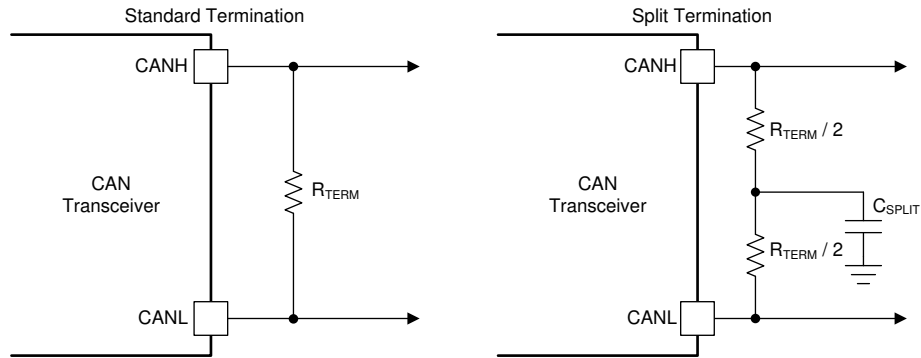 Standard Termination
CANH
CAN
Transceiver
R_TERM
CANL
Split Termination
CANH
R_TERM / 2
CAN
Transceiver
C_SPLIT
R_TERM / 2
CANL